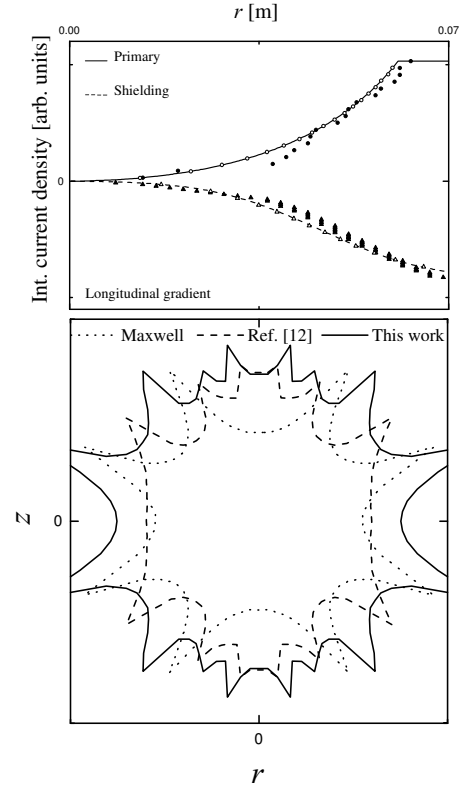 r [m]
0.00 0.07
Int. current density [arb. units]
Primary
Shielding
0
Longitudinal gradient
Maxwell Ref. [12] This work
z
0
0
r